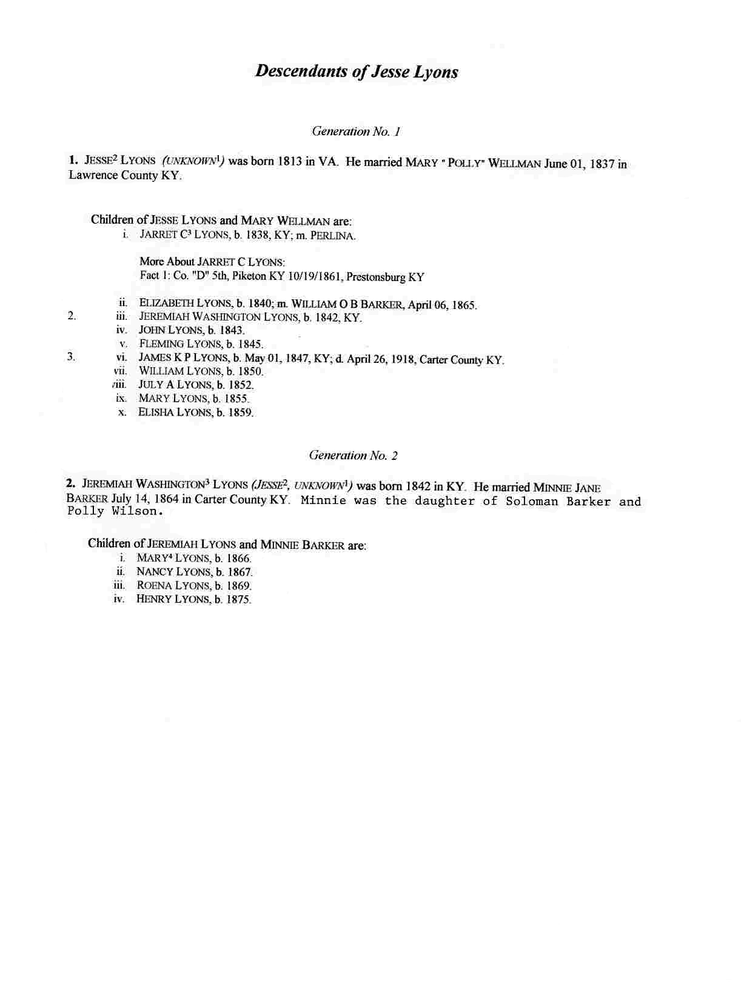 Descendants of Jesse Lyons
Generation No. 1
1. JESSE² LYONS (UNKNOWN¹) was born 1813 in VA. He married MARY " POLLY" WELLMAN June 01, 1837 in
Lawrence County KY.
Children of JESSE LYONS and MARY WELLMAN are:
i. JARRET C³ LYONS, b. 1838, KY; m. PERLINA.
More About JARRET C LYONS:
Fact 1: Co. "D" 5th, Piketon KY 10/19/1861, Prestonsburg KY
ii. ELIZABETH LYONS, b. 1840; m. WILLIAM O B BARKER, April 06, 1865.
2. iii. JEREMIAH WASHINGTON LYONS, b. 1842, KY.
iv. JOHN LYONS, b. 1843.
v. FLEMING LYONS, b. 1845.
3. vi. JAMES K P LYONS, b. May 01, 1847, KY; d. April 26, 1918, Carter County KY.
vii. WILLIAM LYONS, b. 1850.
viii. JULY A LYONS, b. 1852.
ix. MARY LYONS, b. 1855.
x. ELISHA LYONS, b. 1859.
Generation No. 2
2. JEREMIAH WASHINGTON³ LYONS (JESSE², UNKNOWN¹) was born 1842 in KY. He married MINNIE JANE
BARKER July 14, 1864 in Carter County KY. Minnie was the daughter of Soloman Barker and
Polly Wilson.
Children of JEREMIAH LYONS and MINNIE BARKER are:
i. MARY⁴ LYONS, b. 1866.
ii. NANCY LYONS, b. 1867.
iii. ROENA LYONS, b. 1869.
iv. HENRY LYONS, b. 1875.